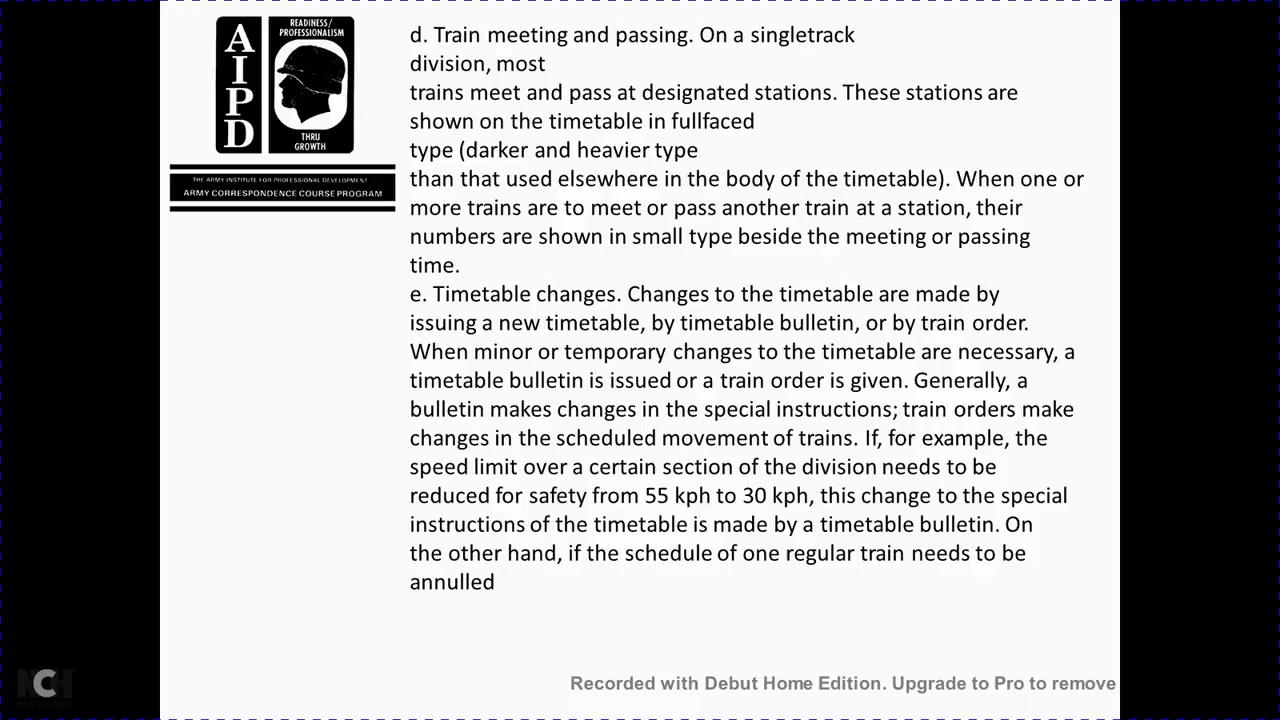 AIPD
READINESS/
PROFESSIONALISM
THRU
GROWTH
THE ARMY INSTITUTE FOR PROFESSIONAL DEVELOPMENT
ARMY CORRESPONDENCE COURSE PROGRAM
d. Train meeting and passing. On a singletrack
division, most
trains meet and pass at designated stations. These stations are
shown on the timetable in fullfaced
type (darker and heavier type
than that used elsewhere in the body of the timetable). When one or
more trains are to meet or pass another train at a station, their
numbers are shown in small type beside the meeting or passing
time.
e. Timetable changes. Changes to the timetable are made by
issuing a new timetable, by timetable bulletin, or by train order.
When minor or temporary changes to the timetable are necessary, a
timetable bulletin is issued or a train order is given. Generally, a
bulletin makes changes in the special instructions; train orders make
changes in the scheduled movement of trains. If, for example, the
speed limit over a certain section of the division needs to be
reduced for safety from 55 kph to 30 kph, this change to the special
instructions of the timetable is made by a timetable bulletin. On
the other hand, if the schedule of one regular train needs to be
annulled
NCH
Recorded with Debut Home Edition. Upgrade to Pro to remove